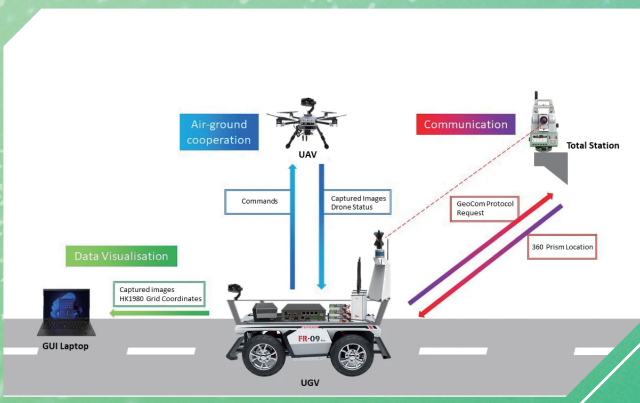 Air-ground
cooperation
Communication
UAV
Total Station
Commands
Captured Images
Drone Status
GeoCom Protocol
Request
360 Prism Location
Data Visualisation
Captured images
HK1980 Grid Coordinates
GUI Laptop
FR-09
UGV